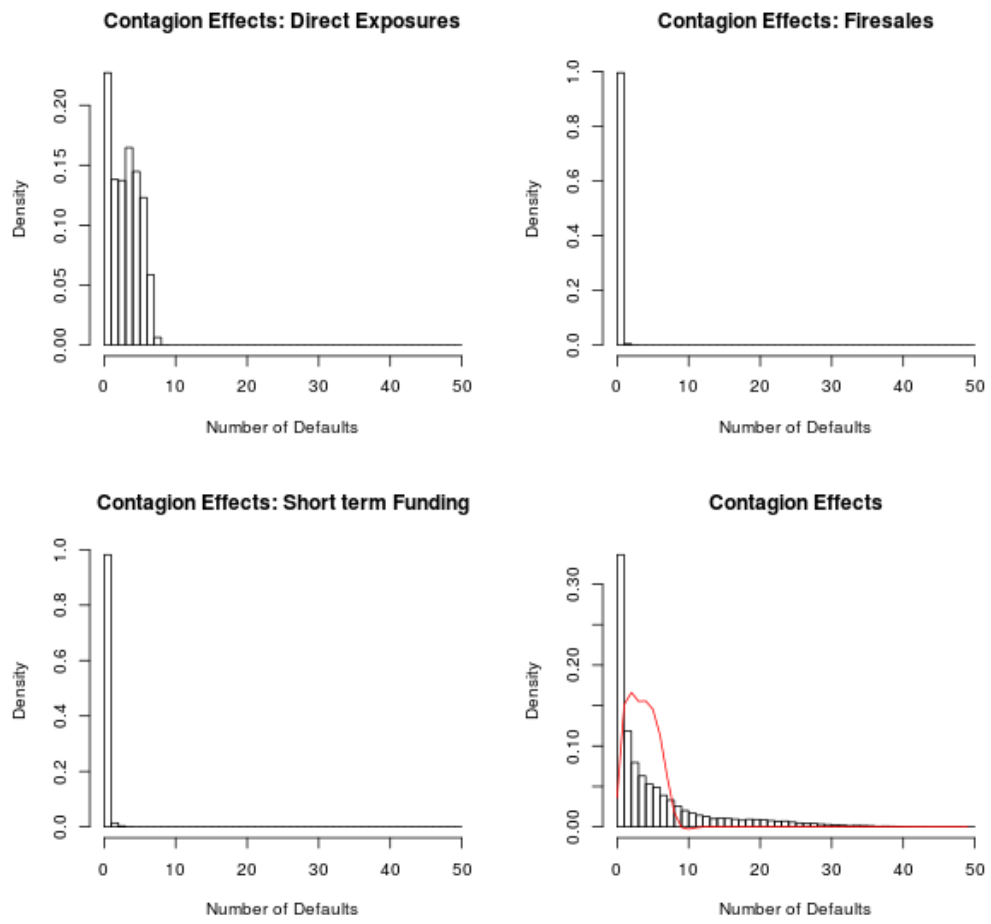 Contagion Effects: Direct Exposures
Density
0.00 0.05 0.10 0.15 0.20
0 10 20 30 40 50
Number of Defaults
Contagion Effects: Firesales
Density
0.0 0.2 0.4 0.6 0.8 1.0
0 10 20 30 40 50
Number of Defaults
Contagion Effects: Short term Funding
Density
0.0 0.2 0.4 0.6 0.8 1.0
0 10 20 30 40 50
Number of Defaults
Contagion Effects
Density
0.00 0.10 0.20 0.30
0 10 20 30 40 50
Number of Defaults